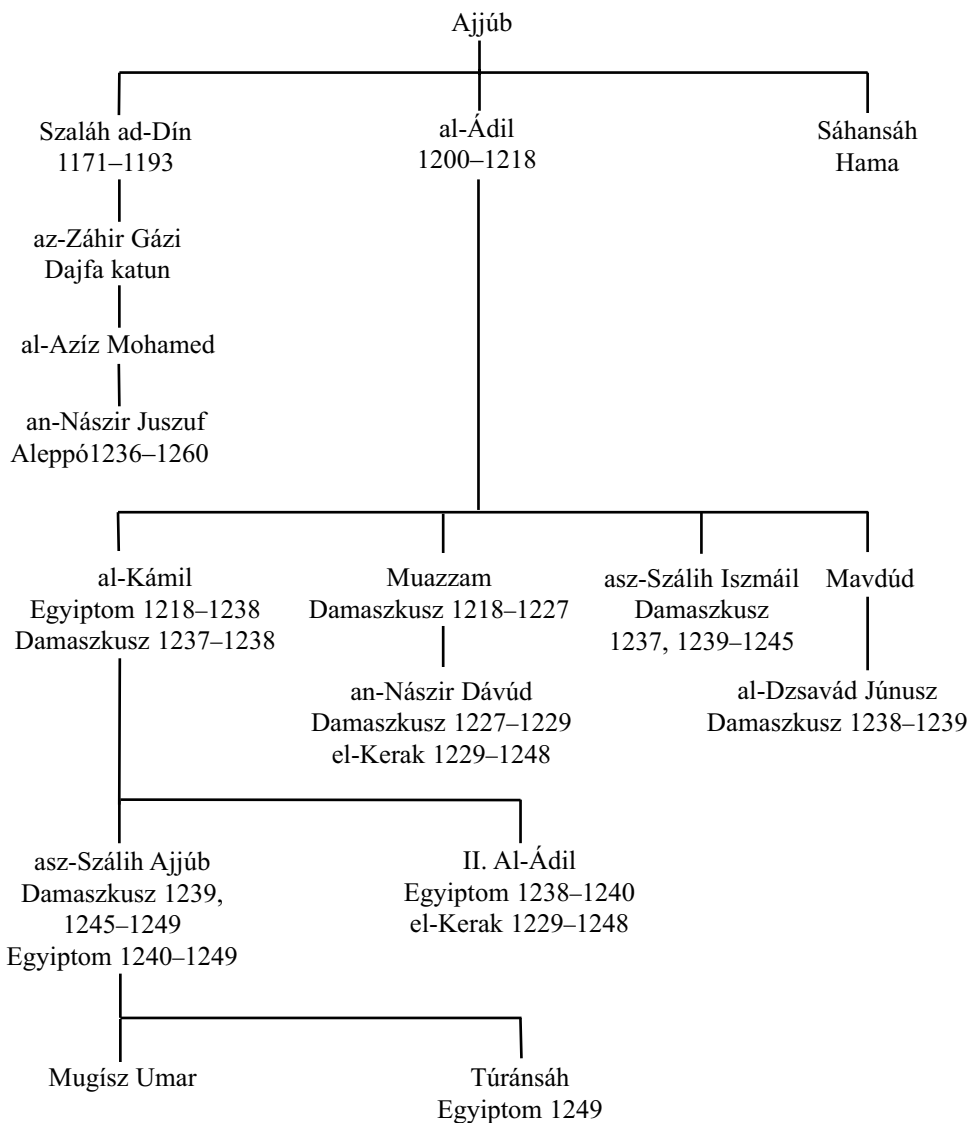 Ajjúb
Szaláh ad-Dín
1171–1193
al-Ádil
1200–1218
Sáhansáh
Hama
az-Záhir Gázi
Dajfa katun
al-Azíz Mohamed
an-Nászir Juszuf
Aleppó1236–1260
al-Kámil
Egyiptom 1218–1238
Damaszkusz 1237–1238
Muazzam
Damaszkusz 1218–1227
asz-Szálih Iszmáil
Damaszkusz
1237, 1239–1245
Mavdúd
an-Nászir Dávúd
Damaszkusz 1227–1229
el-Kerak 1229–1248
al-Dzsavád Júnusz
Damaszkusz 1238–1239
asz-Szálih Ajjúb
Damaszkusz 1239,
1245–1249
Egyiptom 1240–1249
II. Al-Ádil
Egyiptom 1238–1240
el-Kerak 1229–1248
Mugísz Umar
Túránsáh
Egyiptom 1249